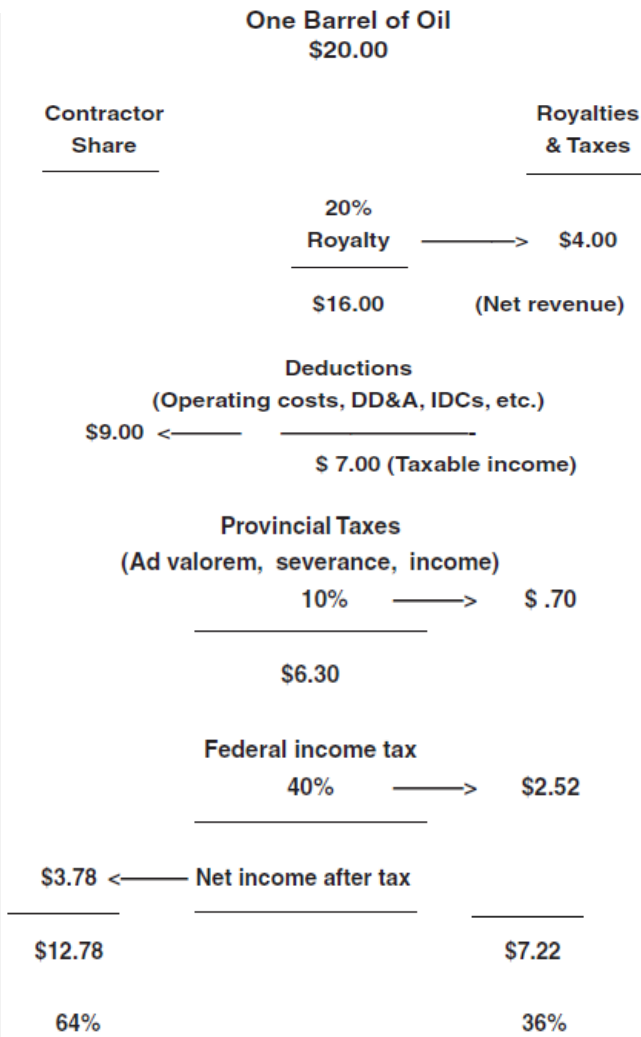 One Barrel of Oil
$20.00
Contractor Royalties
Share & Taxes
20%
Royalty ———> $4.00
$16.00 (Net revenue)
Deductions
(Operating costs, DD&A, IDCs, etc.)
$9.00 <———
$ 7.00 (Taxable income)
Provincial Taxes
(Ad valorem, severance, income)
10% ———> $ .70
$6.30
Federal income tax
40% ———> $2.52
$3.78 <——— Net income after tax
$12.78 $7.22
64% 36%